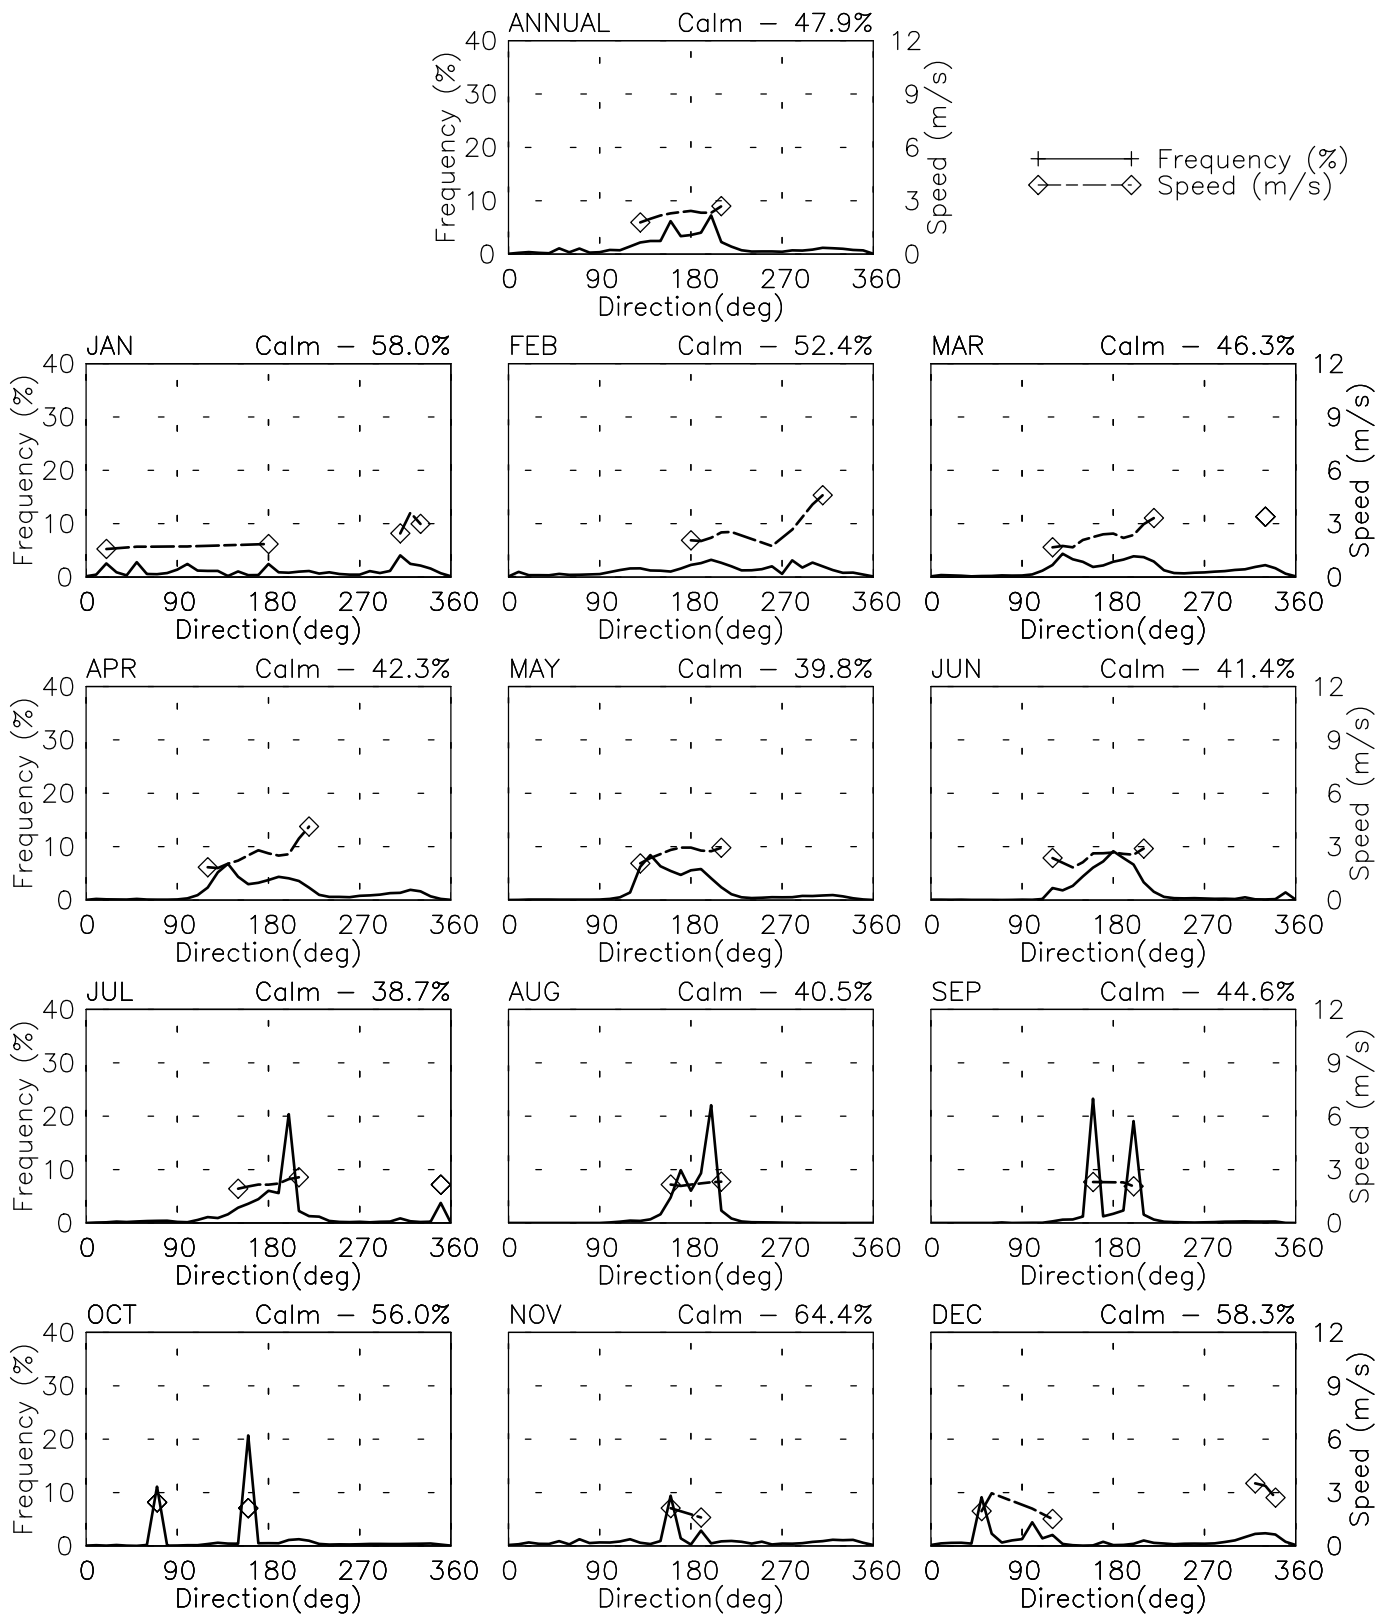 ANNUAL Calm − 47.9%
40 12
30 9
20 6
10 3
0 0
Frequency (%)
Speed (m/s)
0 90 180 270 360
Direction(deg)
Frequency (%)
Speed (m/s)
JAN Calm − 58.0% FEB Calm − 52.4% MAR Calm − 46.3%
40 12
30 9
20 6
10 3
0 0
Frequency (%)
Speed (m/s)
0 90 180 270 360 0 90 180 270 360 0 90 180 270 360
Direction(deg) Direction(deg) Direction(deg)
APR Calm − 42.3% MAY Calm − 39.8% JUN Calm − 41.4%
40 12
30 9
20 6
10 3
0 0
Frequency (%)
Speed (m/s)
0 90 180 270 360 0 90 180 270 360 0 90 180 270 360
Direction(deg) Direction(deg) Direction(deg)
JUL Calm − 38.7% AUG Calm − 40.5% SEP Calm − 44.6%
40 12
30 9
20 6
10 3
0 0
Frequency (%)
Speed (m/s)
0 90 180 270 360 0 90 180 270 360 0 90 180 270 360
Direction(deg) Direction(deg) Direction(deg)
OCT Calm − 56.0% NOV Calm − 64.4% DEC Calm − 58.3%
40 12
30 9
20 6
10 3
0 0
Frequency (%)
Speed (m/s)
0 90 180 270 360 0 90 180 270 360 0 90 180 270 360
Direction(deg) Direction(deg) Direction(deg)